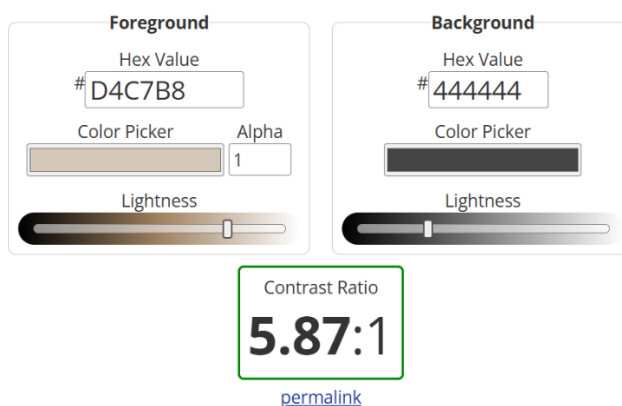 Foreground
Hex Value
# D4C7B8
Color Picker Alpha
1
Lightness
Background
Hex Value
# 444444
Color Picker
Lightness
Contrast Ratio
5.87:1
permalink